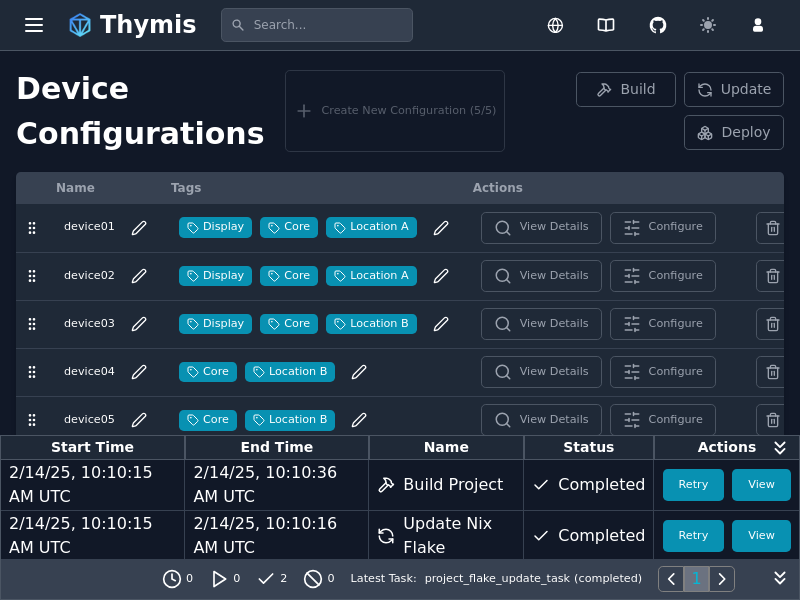 Thymis
Search...
Device
Configurations
Create New Configuration (5/5)
Build
Update
Deploy
Name Tags Actions
device01 Display Core Location A View Details Configure
device02 Display Core Location A View Details Configure
device03 Display Core Location B View Details Configure
device04 Core Location B View Details Configure
device05 Core Location B View Details Configure
Start Time End Time Name Status Actions
2/14/25, 10:10:15 AM UTC 2/14/25, 10:10:36 AM UTC Build Project Completed Retry View
2/14/25, 10:10:15 AM UTC 2/14/25, 10:10:16 AM UTC Update Nix Flake Completed Retry View
0 0 2 0 Latest Task: project_flake_update_task (completed) 1